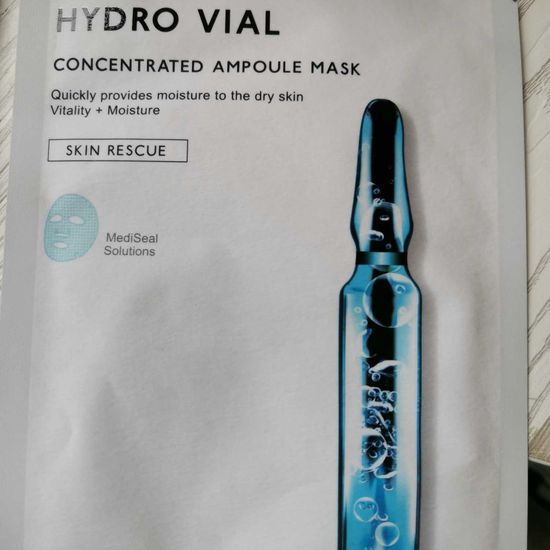 HYDRO VIAL
CONCENTRATED AMPOULE MASK
Quickly provides moisture to the dry skin
Vitality + Moisture
SKIN RESCUE
MediSeal
Solutions